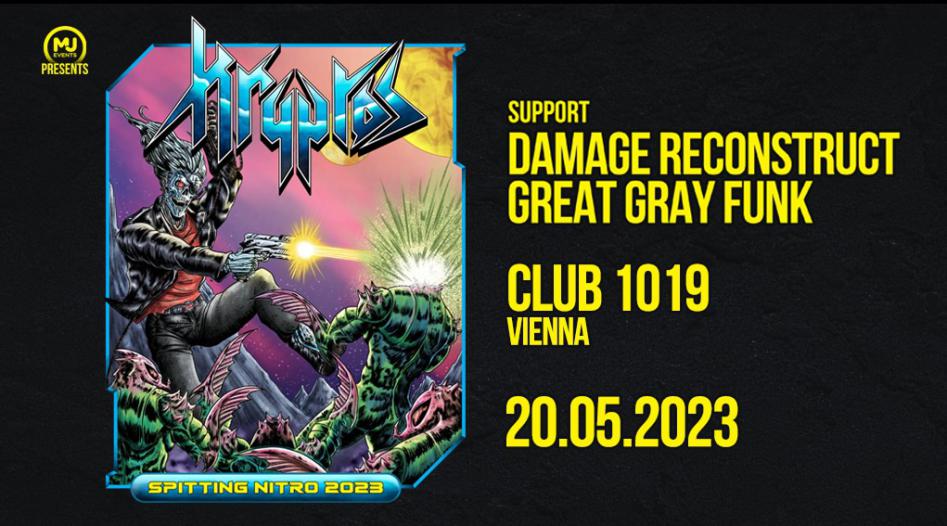 MJ
EVENTS
PRESENTS
Kryptos
SPITTING NITRO 2023
SUPPORT
DAMAGE RECONSTRUCT
GREAT GRAY FUNK
CLUB 1019
VIENNA
20.05.2023